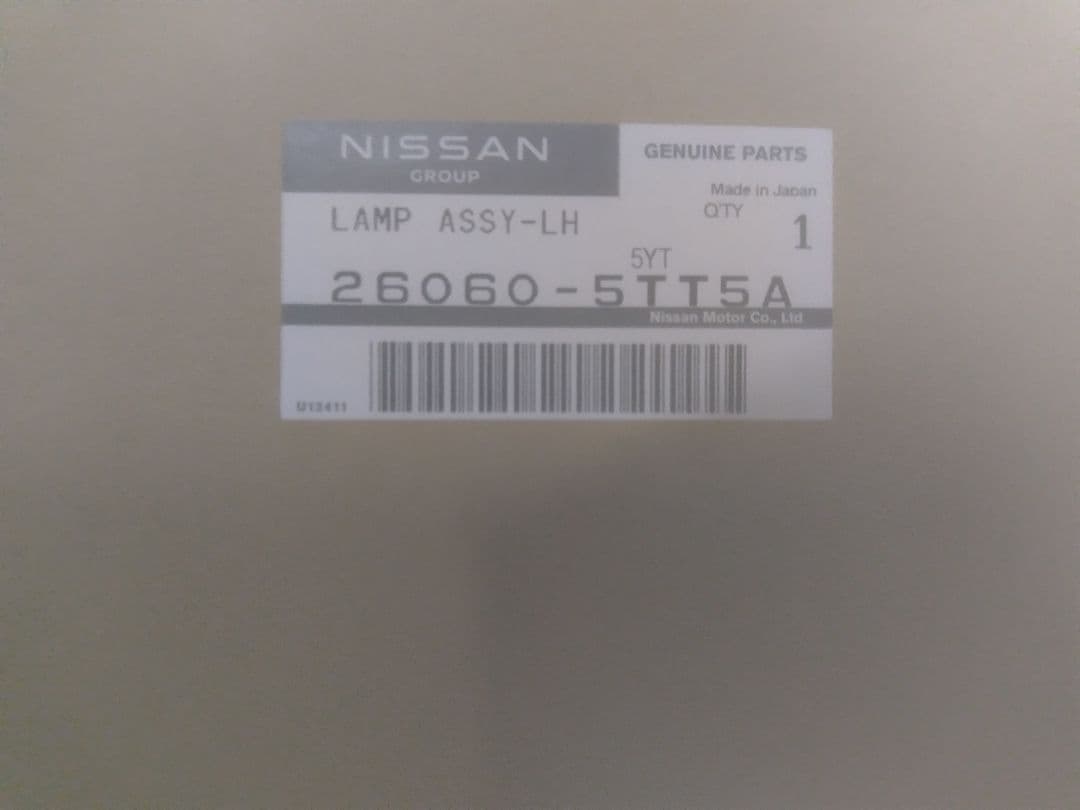 NISSAN
GROUP
GENUINE PARTS
Made in Japan
LAMP ASSY-LH
Q'TY
1
5YT
26060-5TT5A
Nissan Motor Co., Ltd